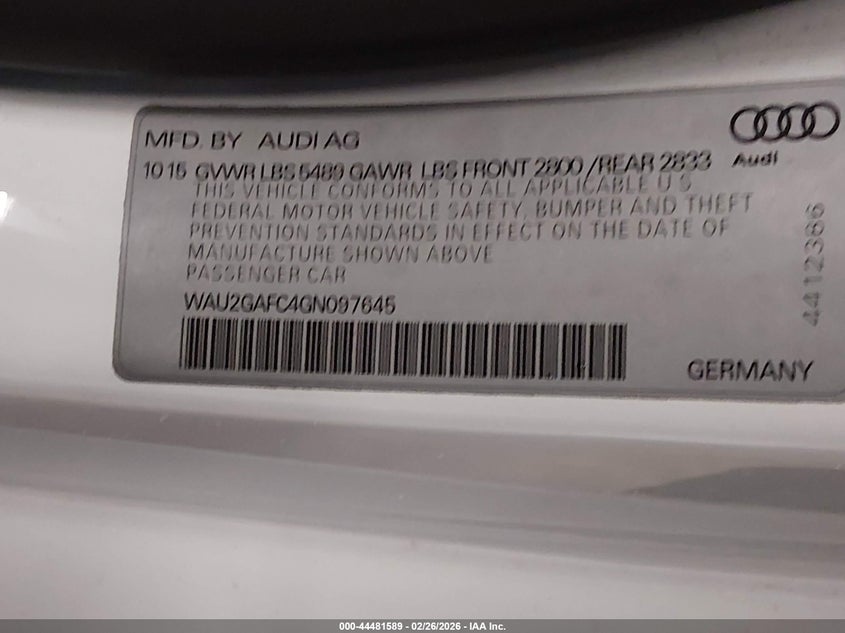 MFD. BY AUDI AG
10 15 GVWR LBS 5489 GAWR LBS FRONT 2800 / REAR 2833
THIS VEHICLE CONFORMS TO ALL APPLICABLE U S
FEDERAL MOTOR VEHICLE SAFETY, BUMPER AND THEFT
PREVENTION STANDARDS IN EFFECT ON THE DATE OF
MANUFACTURE SHOWN ABOVE
PASSENGER CAR
WAU2GAFC4GN097645
Audi
4412386
GERMANY
000-44481589 - 02/26/2026 - IAA Inc.